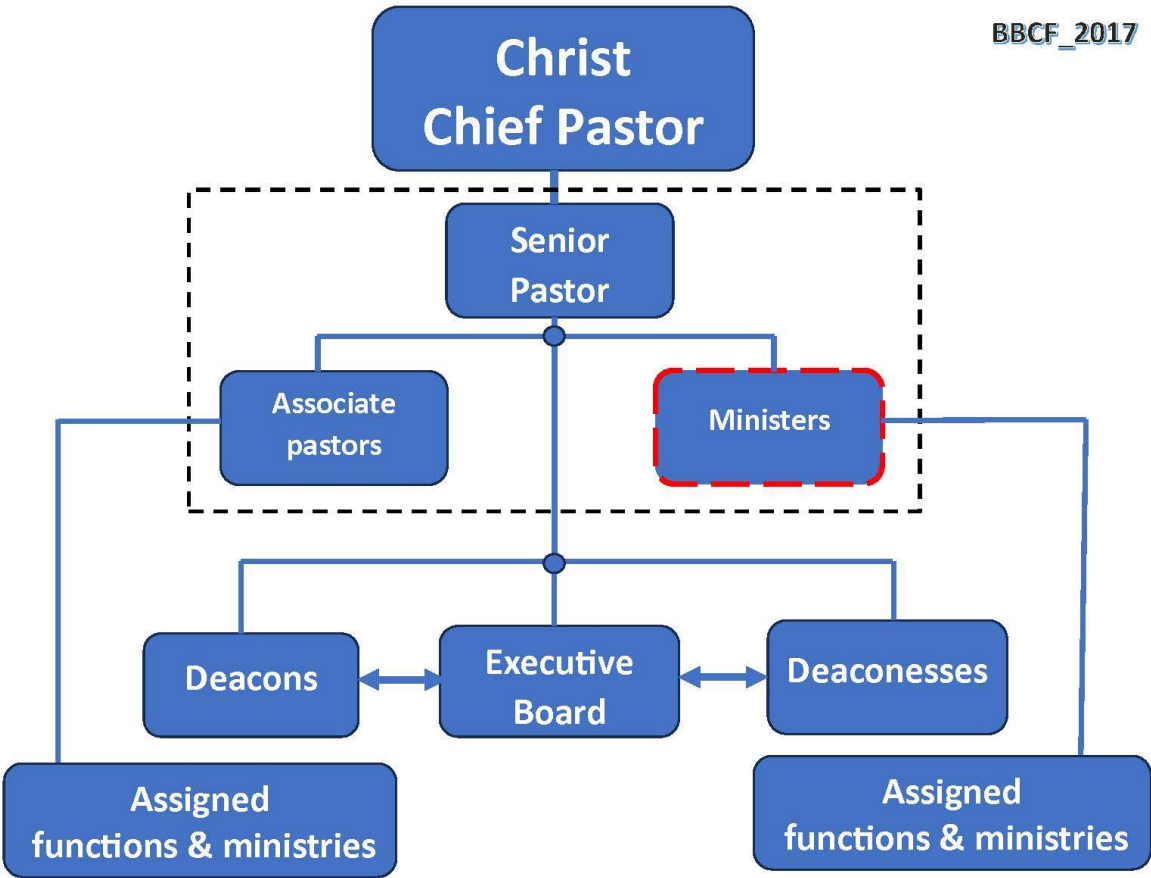 BBCF_2017
Christ
Chief Pastor
Senior
Pastor
Associate
pastors
Ministers
Deacons
Executive
Board
Deaconesses
Assigned
functions & ministries
Assigned
functions & ministries